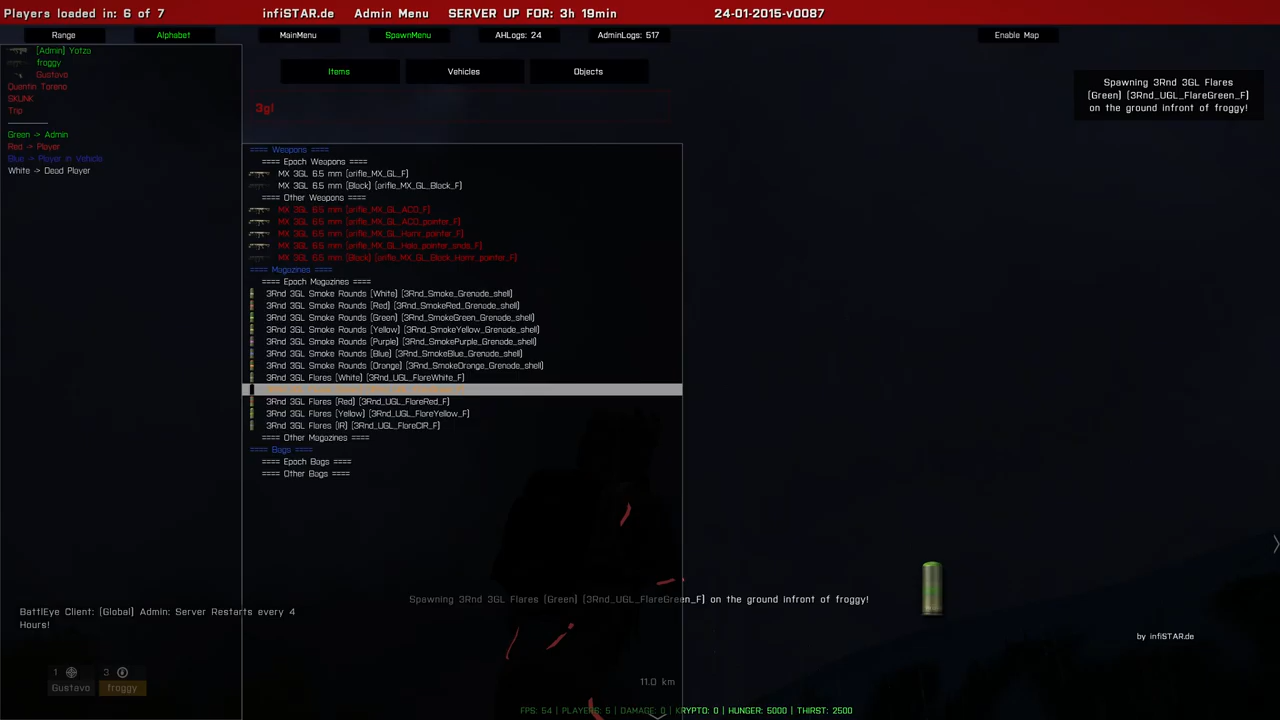 Players loaded in: 6 of 7 infiSTAR.de Admin Menu SERVER UP FOR: 3h 19min 24-01-2015-v0087
Range Alphabet MainMenu SpawnMenu AHLogs: 24 AdminLogs: 517 Enable Map
[Admin] Yotzo
froggy
Gustavo
Quentin Toreno
SKUNK
Trip
Green -> Admin
Red -> Player
Blue -> Player in Vehicle
White -> Dead Player
Items Vehicles Objects
3gl
==== Weapons ====
==== Epoch Weapons ====
MX 3GL 6.5 mm (arifle_MX_GL_F)
MX 3GL 6.5 mm (Black) (arifle_MX_GL_Black_F)
==== Other Weapons ====
MX 3GL 6.5 mm (arifle_MX_GL_ACO_F)
MX 3GL 6.5 mm (arifle_MX_GL_ACO_pointer_F)
MX 3GL 6.5 mm (arifle_MX_GL_Hamr_pointer_F)
MX 3GL 6.5 mm (arifle_MX_GL_Holo_pointer_snds_F)
MX 3GL 6.5 mm (Black) (arifle_MX_GL_Black_Hamr_pointer_F)
==== Magazines ====
==== Epoch Magazines ====
3Rnd 3GL Smoke Rounds (White) (3Rnd_Smoke_Grenade_shell)
3Rnd 3GL Smoke Rounds (Red) (3Rnd_SmokeRed_Grenade_shell)
3Rnd 3GL Smoke Rounds (Green) (3Rnd_SmokeGreen_Grenade_shell)
3Rnd 3GL Smoke Rounds (Yellow) (3Rnd_SmokeYellow_Grenade_shell)
3Rnd 3GL Smoke Rounds (Purple) (3Rnd_SmokePurple_Grenade_shell)
3Rnd 3GL Smoke Rounds (Blue) (3Rnd_SmokeBlue_Grenade_shell)
3Rnd 3GL Smoke Rounds (Orange) (3Rnd_SmokeOrange_Grenade_shell)
3Rnd 3GL Flares (White) (3Rnd_UGL_FlareWhite_F)
3Rnd 3GL Flares (Red) (3Rnd_UGL_FlareRed_F)
3Rnd 3GL Flares (Yellow) (3Rnd_UGL_FlareYellow_F)
3Rnd 3GL Flares (IR) (3Rnd_UGL_FlareCIR_F)
==== Other Magazines ====
==== Bags ====
==== Epoch Bags ====
==== Other Bags ====
Spawning 3Rnd 3GL Flares
(Green) (3Rnd_UGL_FlareGreen_F)
on the ground infront of froggy!
Spawning 3Rnd 3GL Flares (Green) (3Rnd_UGL_FlareGreen_F) on the ground infront of froggy!
BattlEye Client: (Global) Admin: Server Restarts every 4
Hours!
by infiSTAR.de
1 3
Gustavo froggy
11.0 km
FPS: 54 | PLAYERS: 5 | DAMAGE: 0 | KRYPTO: 0 | HUNGER: 5000 | THIRST: 2500